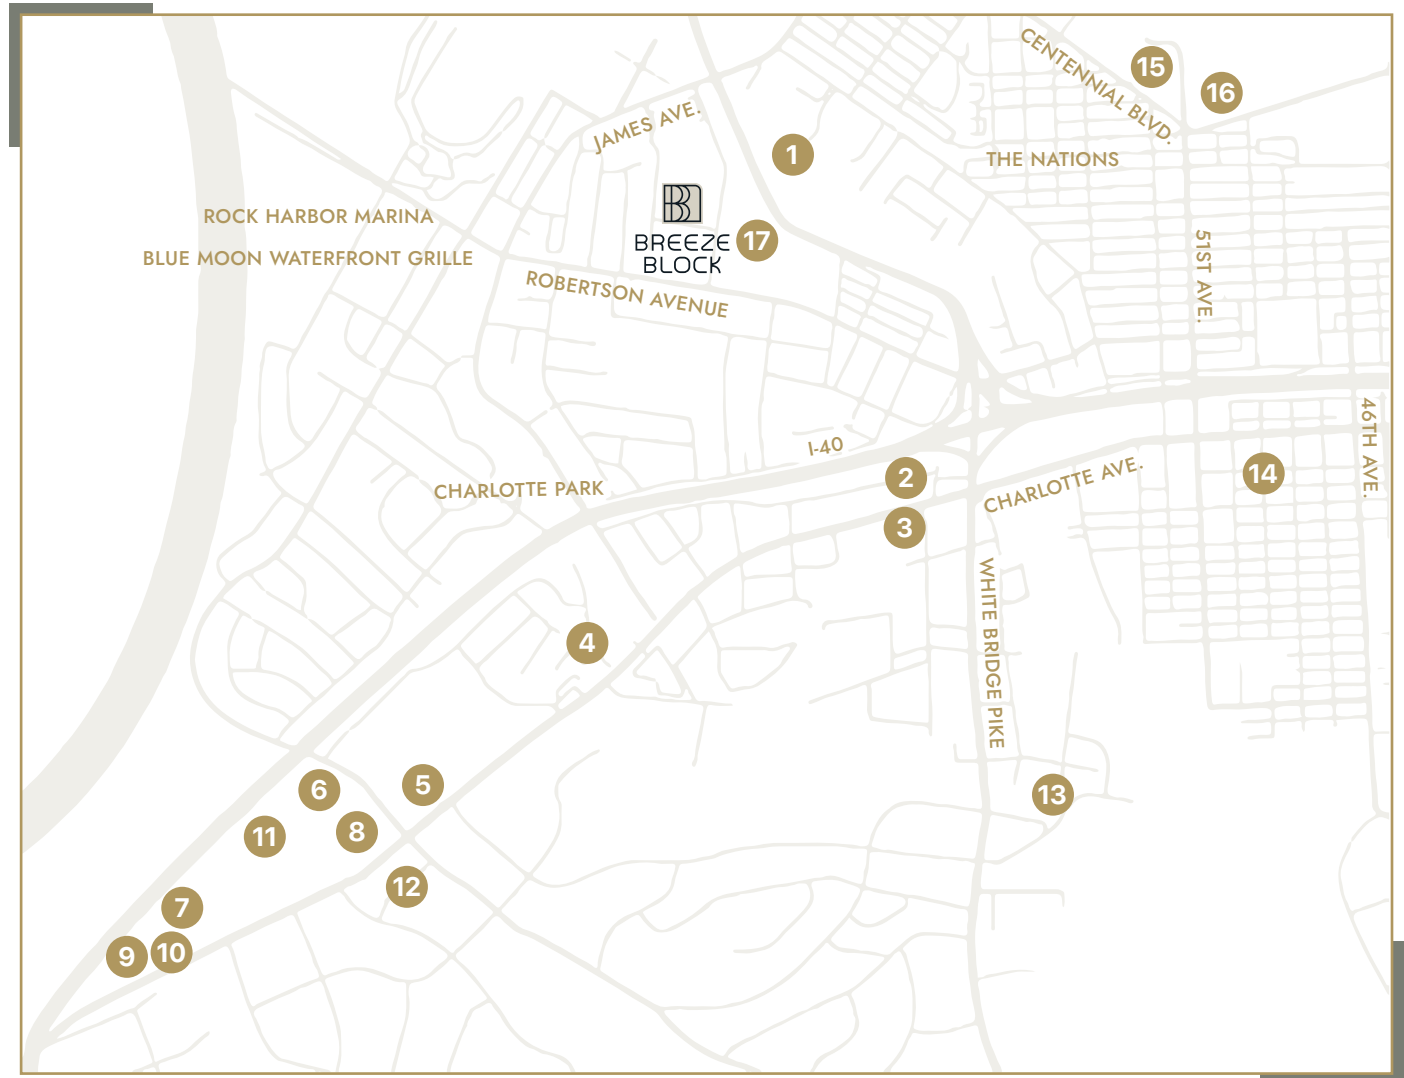 CENTENNIAL BLVD.
15
16
JAMES AVE.
1
THE NATIONS
ROCK HARBOR MARINA
BREEZE
BLOCK
17
BLUE MOON WATERFRONT GRILLE
51ST AVE.
ROBERTSON AVENUE
I-40
46TH AVE.
2
CHARLOTTE AVE.
14
CHARLOTTE PARK
3
WHITE BRIDGE PIKE
4
6
5
13
11
8
12
7
9
10